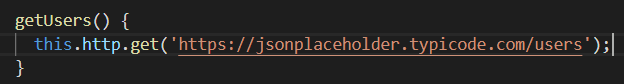 getUsers() {
  this.http.get('https://jsonplaceholder.typicode.com/users');
}